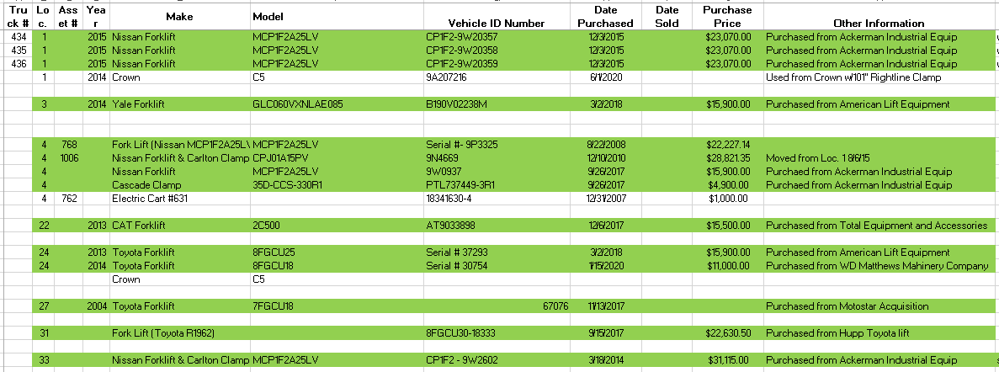 Tru ck # Lo c. Ass et # Yea r Make Model Vehicle ID Number Date Purchased Date Sold Purchase Price Other Information
434 1 2015 Nissan Forklift MCP1F2A25LV CP1F2-9W20357 12/3/2015 $23,070.00 Purchased from Ackerman Industrial Equip
435 1 2015 Nissan Forklift MCP1F2A25LV CP1F2-9W20358 12/3/2015 $23,070.00 Purchased from Ackerman Industrial Equip
436 1 2015 Nissan Forklift MCP1F2A25LV CP1F2-9W20359 12/3/2015 $23,070.00 Purchased from Ackerman Industrial Equip
1 2014 Crown C5 9A207216 6/1/2020 Used from Crown w/101" Rightline Clamp
3 2014 Yale Forklift GLC060VXNLAE085 B190V02238M 3/2/2018 $15,900.00 Purchased from American Lift Equipment
4 768 Fork Lift (Nissan MCP1F2A25L MCP1F2A25LV Serial #- 9P3325 8/22/2008 $22,227.14
4 1006 Nissan Forklift & Carlton Clamp CPJ01A15PV 9N4669 12/10/2010 $28,821.35 Moved from Loc. 1 8/6/15
4 Nissan Forklift MCP1F2A25LV 9W0937 9/26/2017 $15,900.00 Purchaed from Ackerman Industrial Equip
4 Cascade Clamp 35D-CCS-330R1 PTL737449-3R1 9/26/2017 $4,900.00 Purchaed from Ackerman Industrial Equip
4 762 Electric Cart #631 18341630-4 12/31/2007 $1,000.00
22 2013 CAT Forklift 2C500 AT9033898 12/6/2017 $15,500.00 Purchased from Total Equipment and Accessories
24 2013 Toyota Forklift 8FGCU25 Serial # 37293 3/2/2018 $15,900.00 Purchased from American Lift Equipment
24 2014 Toyota Forklift 8FGCU18 Serial # 30754 1/15/2020 $11,000.00 Purchased from WD Matthews Mahinery Company
Crown C5
27 2004 Toyota Forklift 7FGCU18 67076 11/13/2017 Purchased from Motostar Acquisition
31 Fork Lift (Toyota R1962) 8FGCU30-18333 9/15/2017 $22,630.50 Purchased from Hupp Toyota lift
33 Nissan Forklift & Carlton Clamp MCP1F2A25LV CP1F2 - 9W2602 3/18/2014 $31,115.00 Purchased from Ackerman Industrial Equip